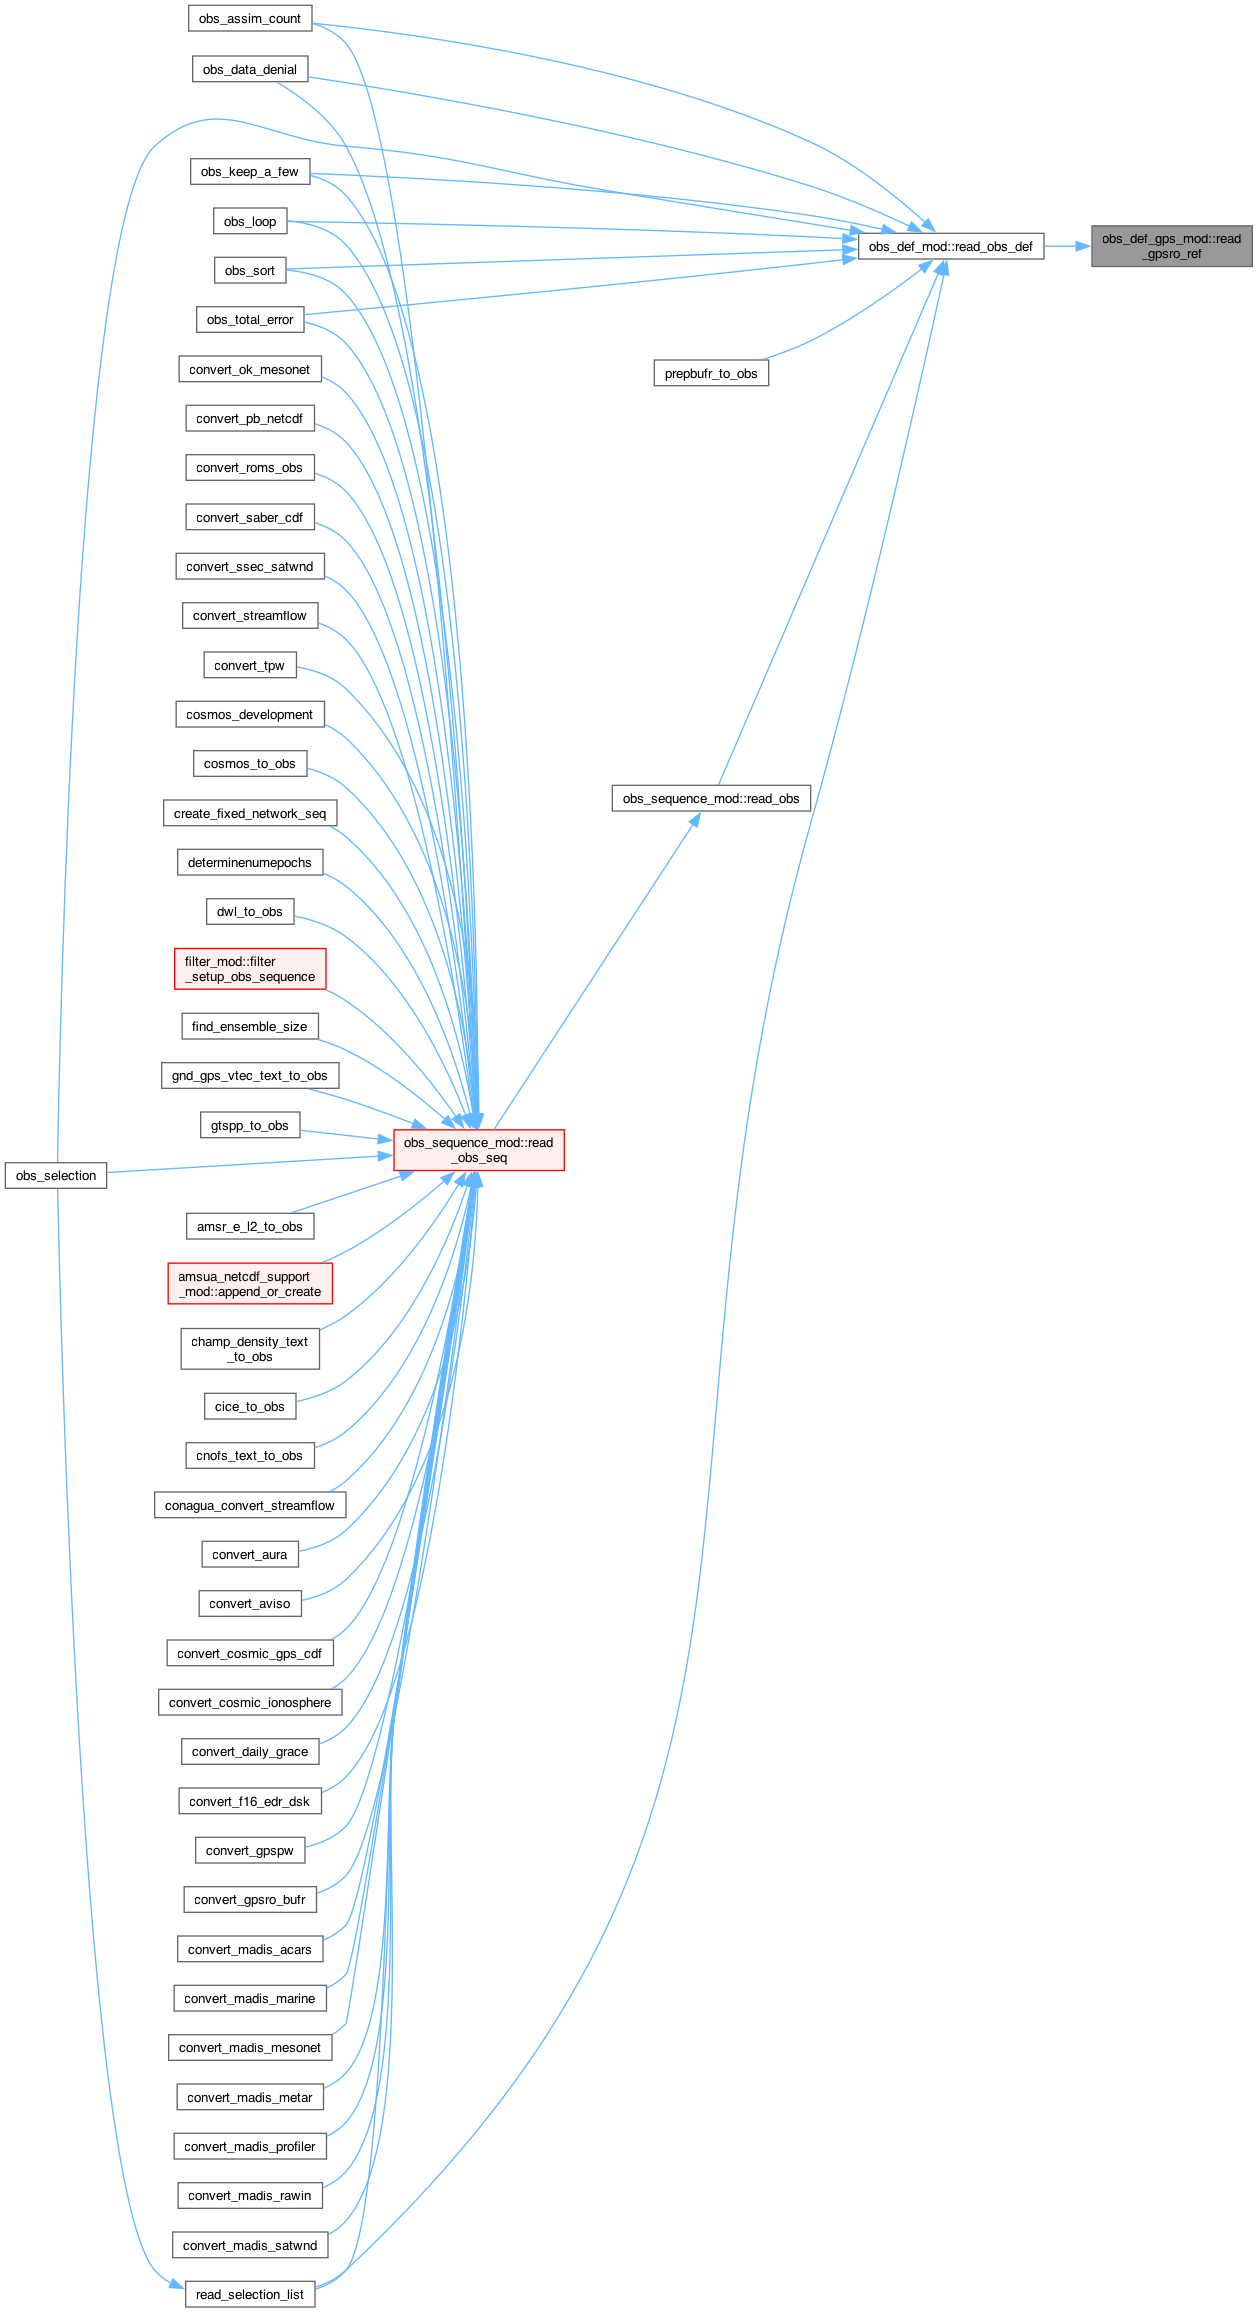 obs_assim_count
obs_data_denial
obs_keep_a_few
obs_loop
obs_def_mod::read_obs_def
obs_def_gps_mod::read
_gpsro_ref
obs_sort
obs_total_error
convert_ok_mesonet
prepbufr_to_obs
convert_pb_netcdf
convert_roms_obs
convert_saber_cdf
convert_ssec_satwnd
convert_streamflow
convert_tpw
cosmos_development
cosmos_to_obs
obs_sequence_mod::read_obs
create_fixed_network_seq
determinenumepochs
dwl_to_obs
filter_mod::filter
_setup_obs_sequence
find_ensemble_size
gnd_gps_vtec_text_to_obs
gtspp_to_obs
obs_sequence_mod::read
_obs_seq
obs_selection
amsr_e_l2_to_obs
amsua_netcdf_support
_mod::append_or_create
champ_density_text
_to_obs
cice_to_obs
cnofs_text_to_obs
conagua_convert_streamflow
convert_aura
convert_aviso
convert_cosmic_gps_cdf
convert_cosmic_ionosphere
convert_daily_grace
convert_f16_edr_dsk
convert_gpspw
convert_gpsro_bufr
convert_madis_acars
convert_madis_marine
convert_madis_mesonet
convert_madis_metar
convert_madis_profiler
convert_madis_rawin
convert_madis_satwnd
read_selection_list